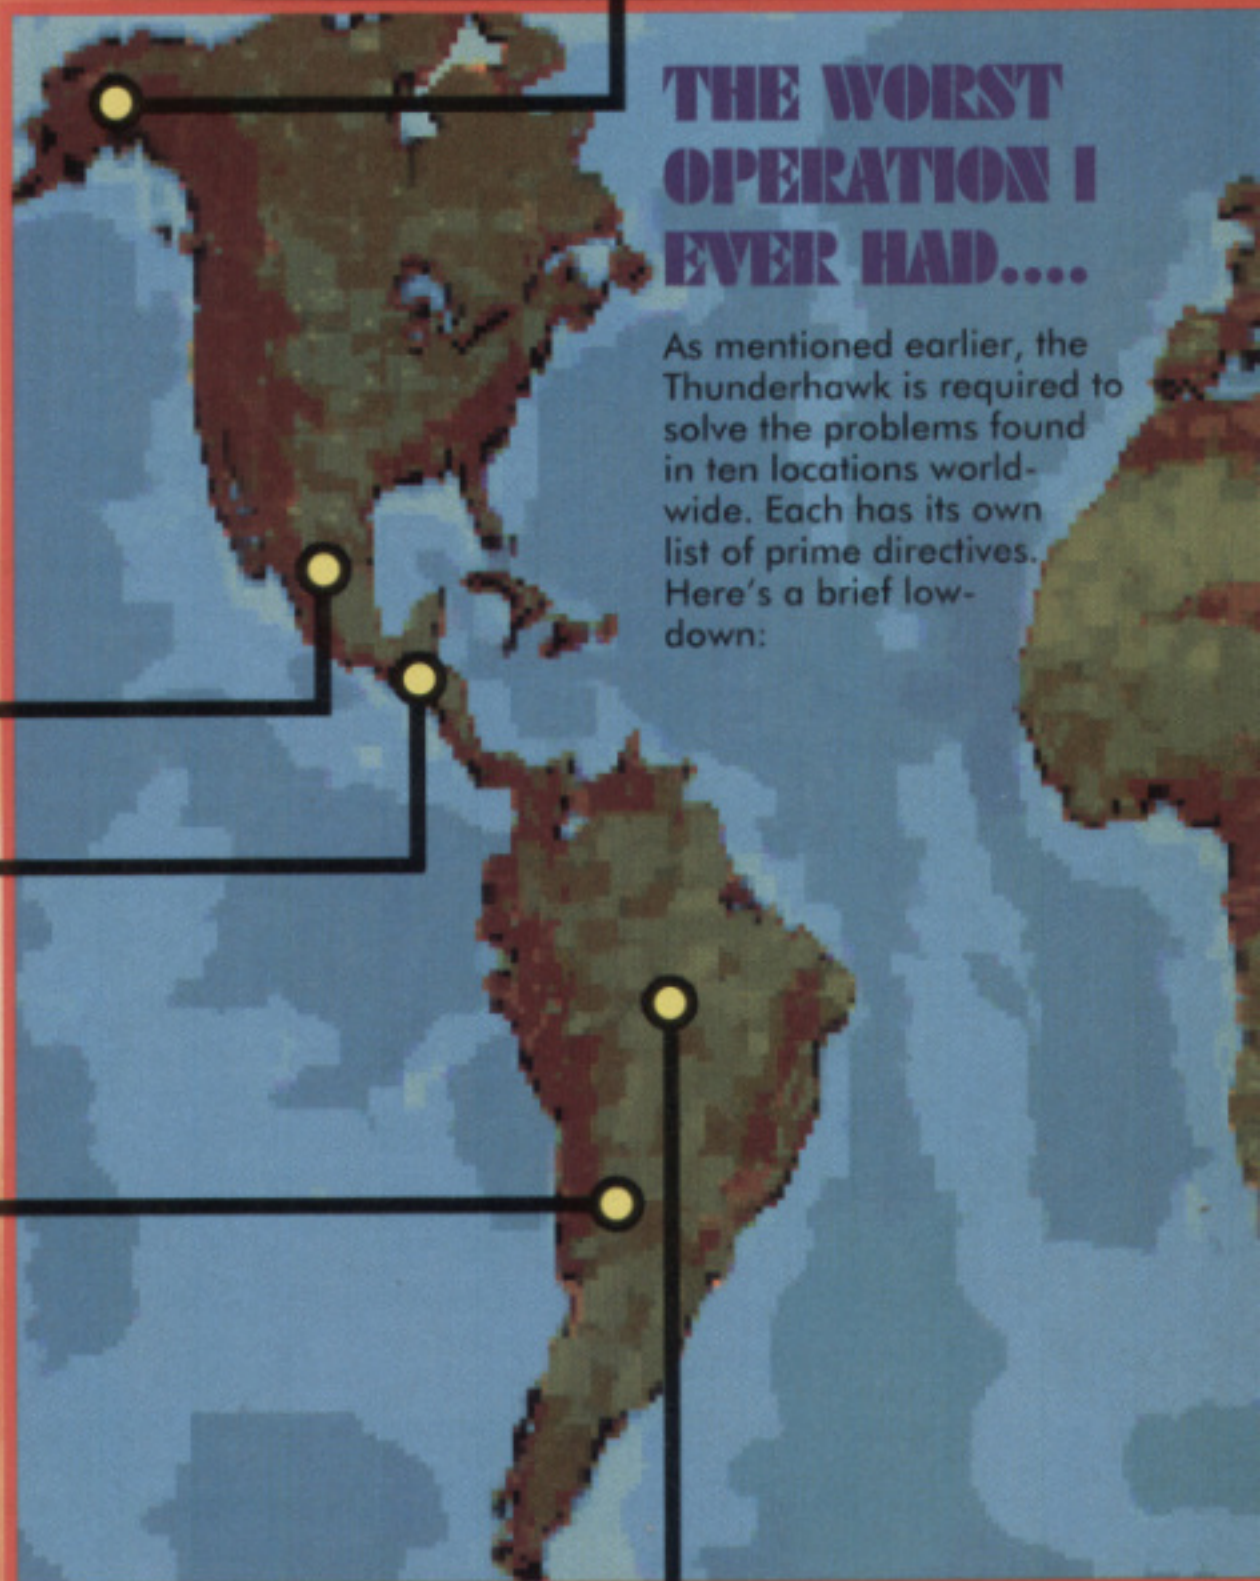 THE WORST
OPERATION I
EVER HAD....
As mentioned earlier, the
Thunderhawk is required to
solve the problems found
in ten locations world-
wide. Each has its own
list of prime directives.
Here's a brief low-
down: